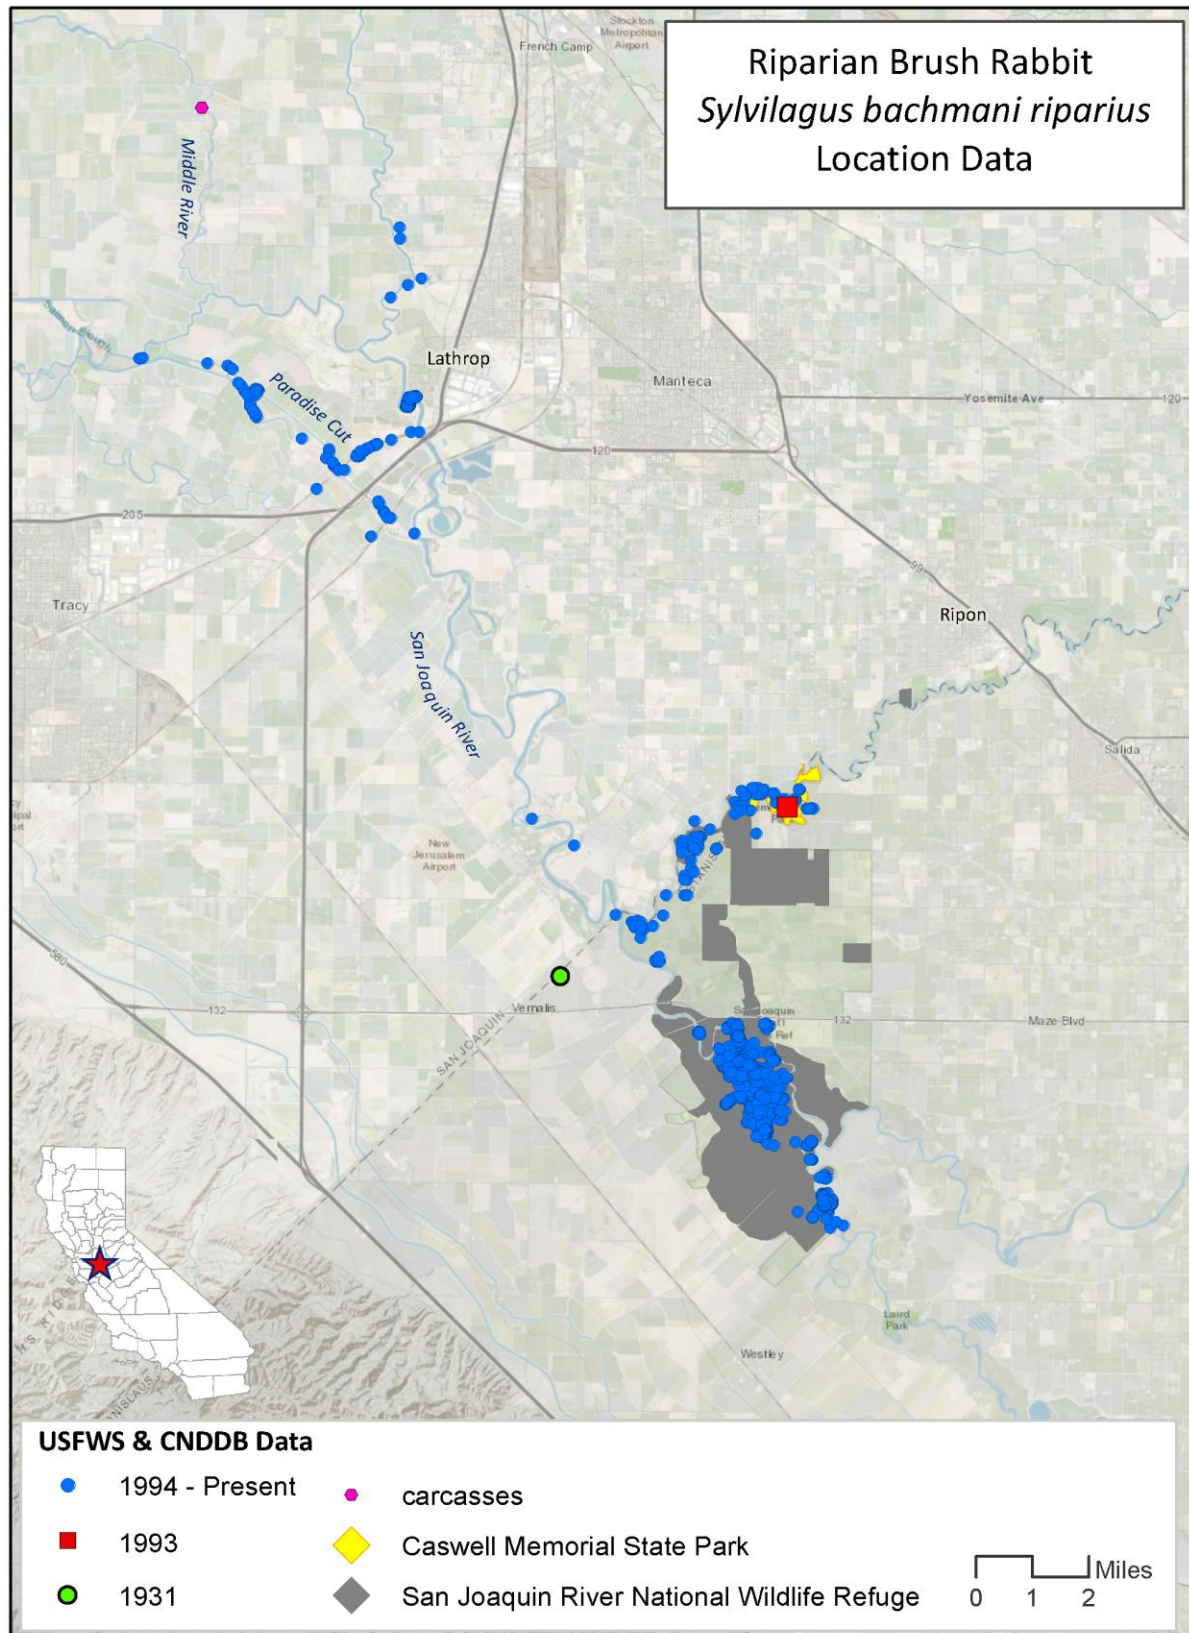 Stockton
Metropolitan
Airport
French Camp
Riparian Brush Rabbit
Sylvilagus bachmani riparius
Location Data
Middle River
Salmon Slough
Lathrop
Paradise Cut
Manteca
Yosemite Ave
120
120
205
99
Tracy
Ripon
San Joaquin River
Salida
New
Jerusalem
Airport
580
132
Vernalis
SAN JOAQUIN
132
Ref
Maze Blvd
Laird
Park
Westley
USFWS & CNDDB Data
1994 - Present
carcasses
1993
Caswell Memorial State Park
1931
San Joaquin River National Wildlife Refuge
Miles
0 1 2